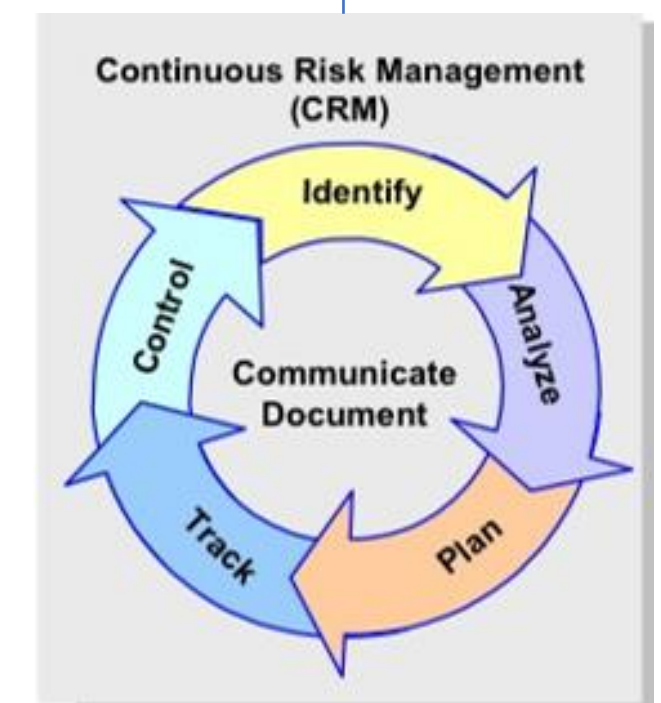 Continuous Risk Management
(CRM)
Identify
Analyze
Plan
Track
Control
Communicate
Document